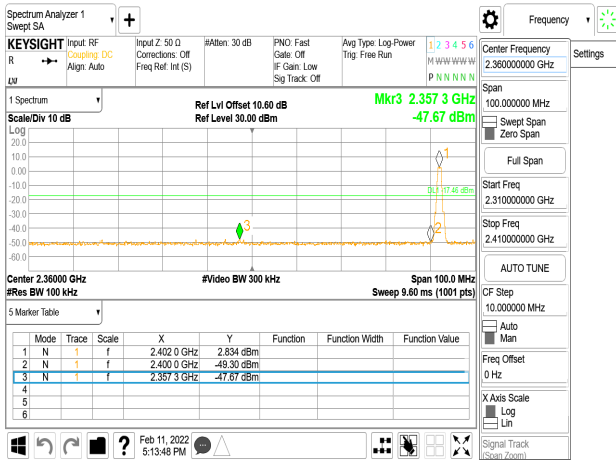 Spectrum Analyzer 1
Swept SA
Frequency
KEYSIGHT
R
Input: RF
Coupling: DC
Align: Auto
Input Z: 50 Ω
Corrections: Off
Freq Ref: Int (S)
#Atten: 30 dB
PNO: Fast
Gate: Off
IF Gain: Low
Sig Track: Off
Avg Type: Log-Power
Trig: Free Run
1 2 3 4 5 6
M W W W W W
P N N N N N
1 Spectrum
Scale/Div 10 dB
Ref Lvl Offset 10.60 dB
Ref Level 30.00 dBm
Mkr3 2.357 3 GHz
-47.67 dBm
Log
20.0
10.0
0.00
-10.0
-20.0
-30.0
-40.0
-50.0
-60.0
1
DL1 -17.46 dBm
3
2
Center 2.36000 GHz
#Res BW 100 kHz
#Video BW 300 kHz
Span 100.0 MHz
Sweep 9.60 ms (1001 pts)
5 Marker Table
Mode Trace Scale X Y Function Function Width Function Value
1 N 1 f 2.402 0 GHz 2.834 dBm
2 N 1 f 2.400 0 GHz -49.30 dBm
3 N 1 f 2.357 3 GHz -47.67 dBm
4
5
6
Feb 11, 2022
5:13:48 PM
?
Center Frequency
2.360000000 GHz
Settings
Span
100.000000 MHz
Swept Span
Zero Span
Full Span
Start Freq
2.310000000 GHz
Stop Freq
2.410000000 GHz
AUTO TUNE
CF Step
10.000000 MHz
Auto
Man
Freq Offset
0 Hz
X Axis Scale
Log
Lin
Signal Track
(Span Zoom)